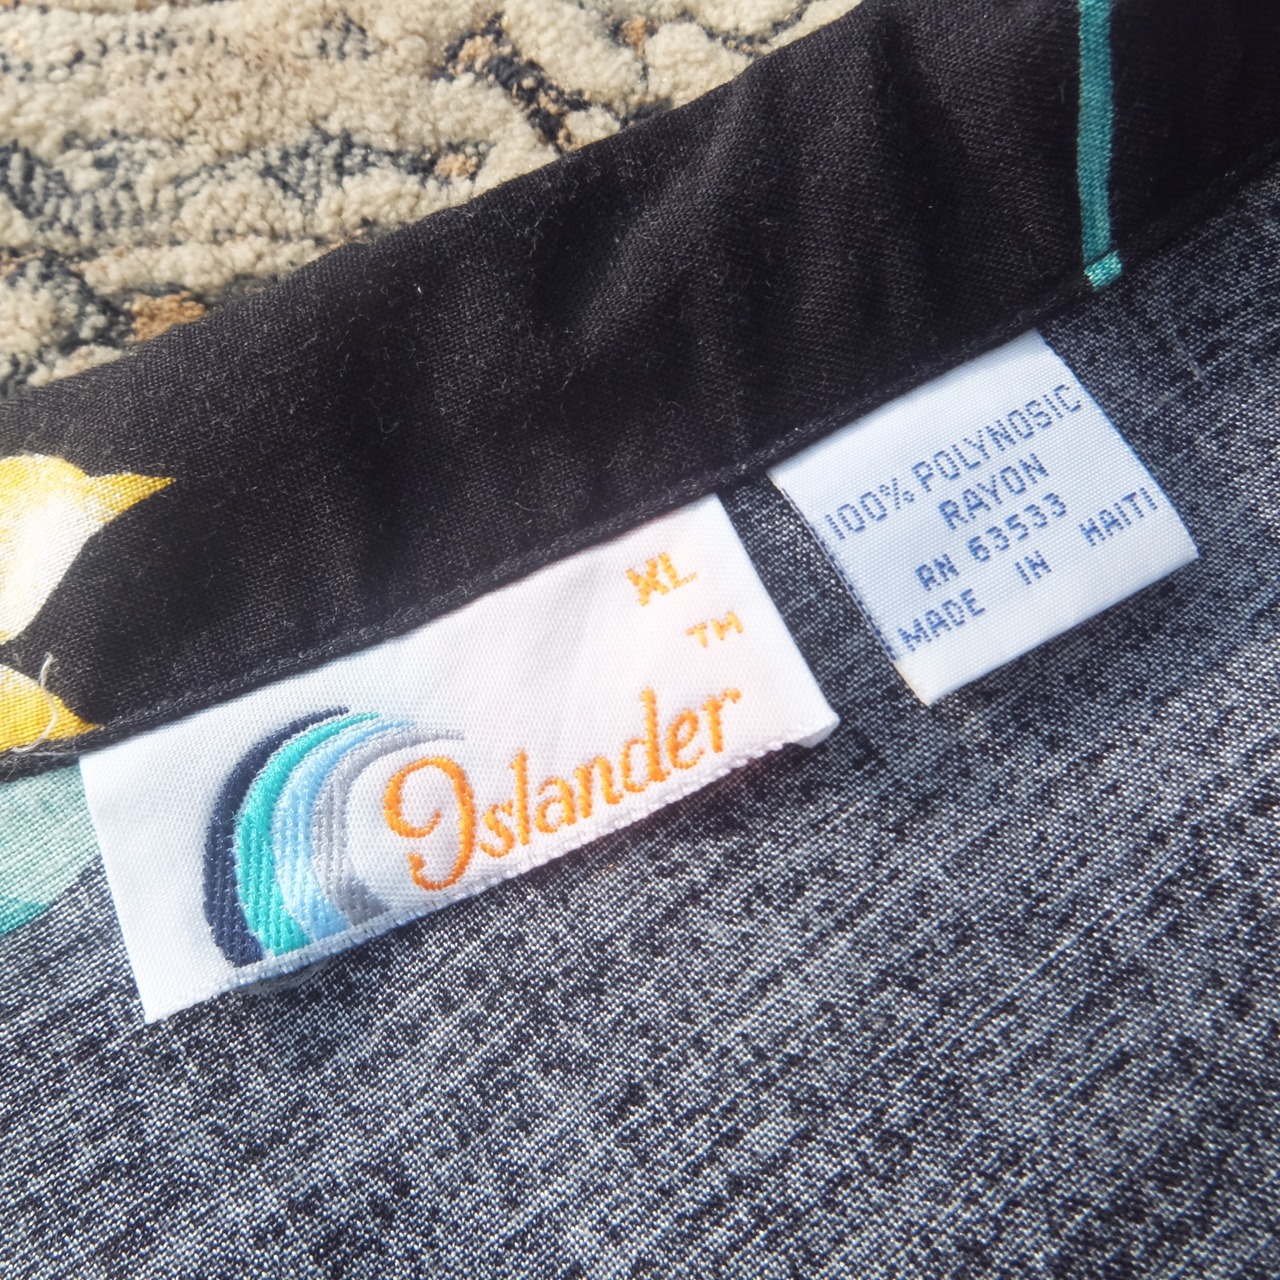 XL
TM
Islander
100% POLYNOSIC
RAYON
RN 63533
MADE IN HAITI